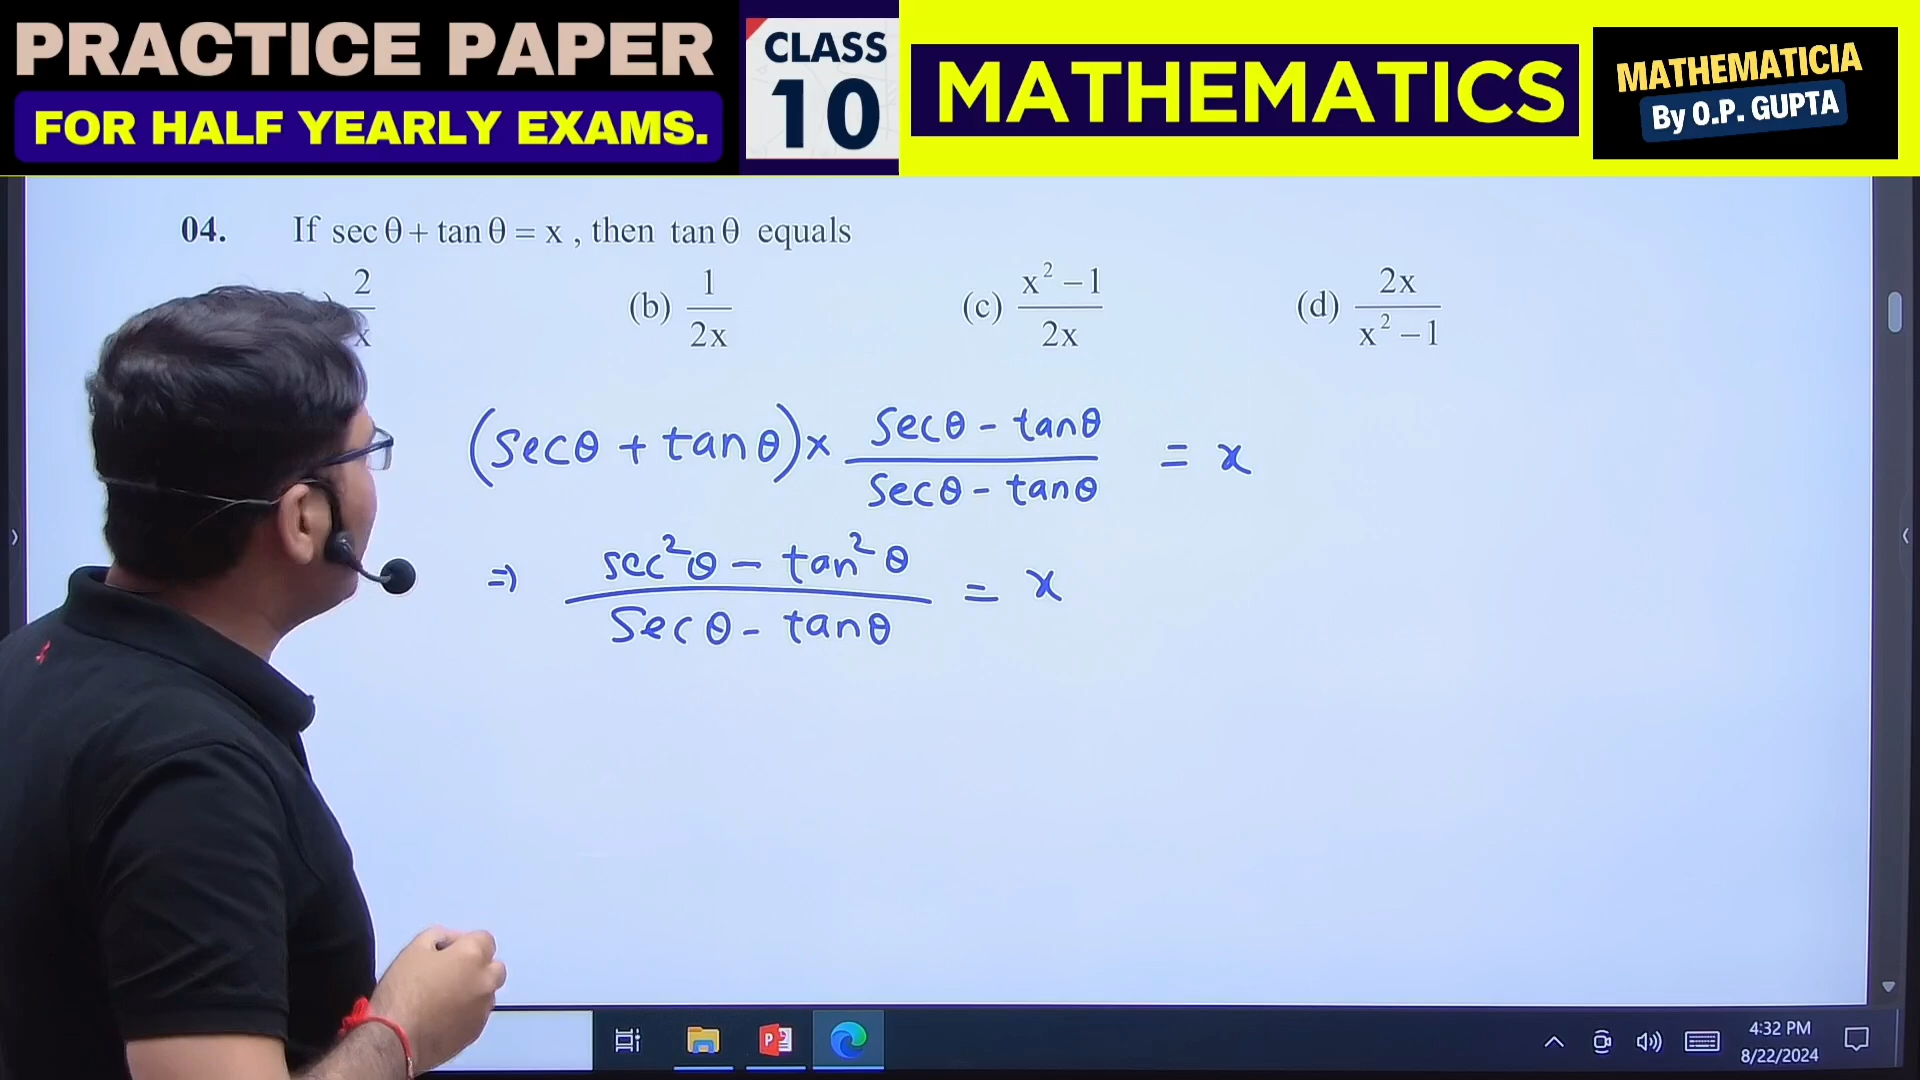 PRACTICE PAPER
FOR HALF YEARLY EXAMS.
CLASS
10
MATHEMATICS
MATHEMATICIA
By O.P. GUPTA
04. If sec θ + tan θ = x , then tan θ equals
2/x (b) 1/2x (c) x² − 1/2x (d) 2x/x² − 1
(secθ + tanθ)× secθ − tanθ/secθ − tanθ = x
⇒ sec²θ − tan²θ/secθ − tanθ = x
4:32 PM
8/22/2024